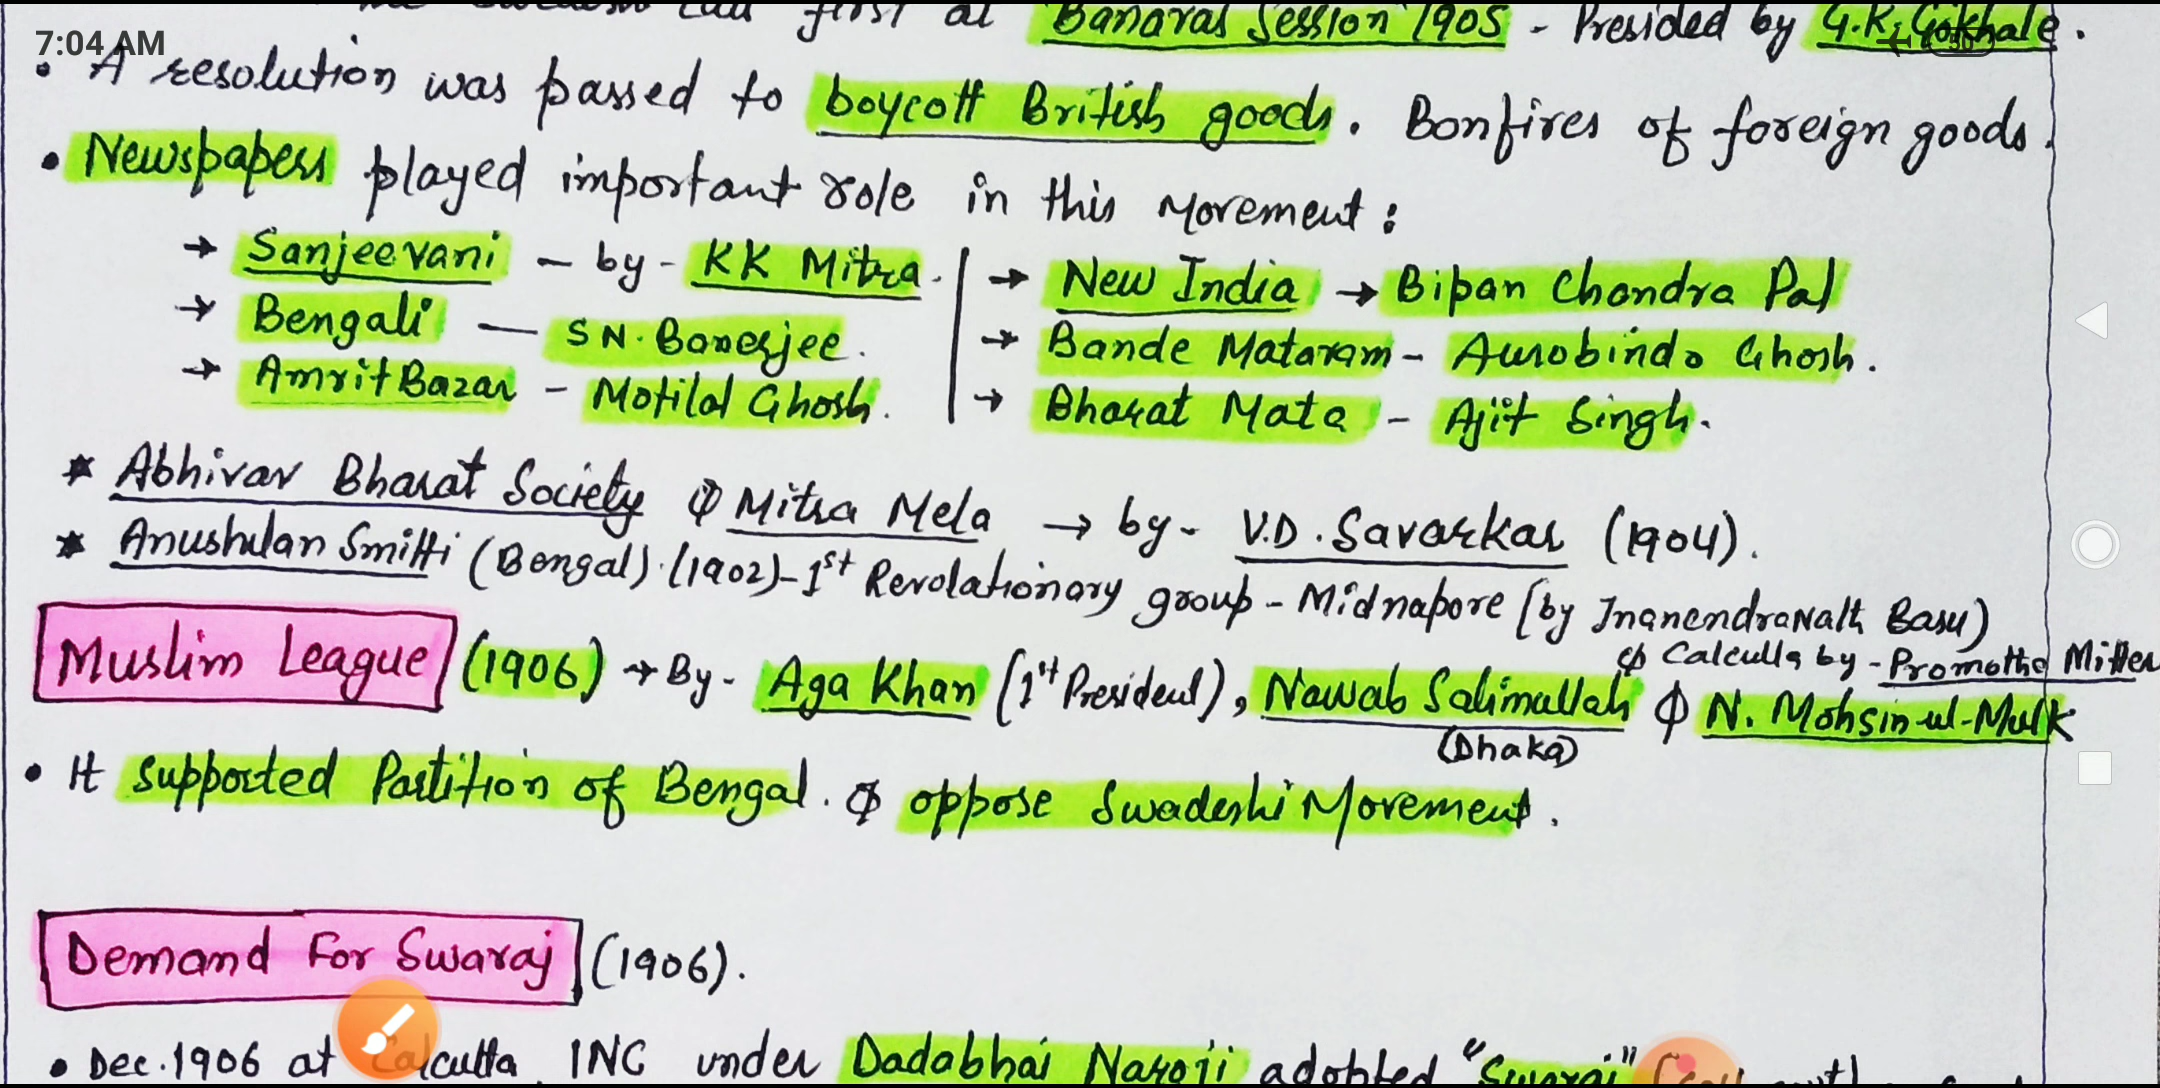 first at Banaras Session 1905 - Presided by G.K. Gokhale.
7:04 AM
• A resolution was passed to boycott British goods. Bonfires of foreign goods.
• Newspapers played important role in this Movement :
→ Sanjeevani - by - KK Mitra.
→ Bengali — S N. Banerjee.
→ Amrit Bazar - Motilal Ghosh.
→ New India → Bipan Chandra Pal
→ Bande Mataram - Aurobindo Ghosh.
→ Bharat Mata - Ajit Singh.
* Abhivav Bharat Society & Mitra Mela → by - V.D. Savarkar (1904).
* Anushulan Smitti (Bengal). (1902) - 1st Revolationary group - Midnapore [by JnanendraNath Basu)
& Calcutta by - Promotha Mitter
Muslim League (1906) → By - Aga Khan (1st President), Nawab Salimullah & N. Mohsin-ul-Mulk
(Dhaka)
• It supported Partition of Bengal. & oppose Swadeshi Movement.
Demand For Swaraj (1906).
• Dec. 1906 at Calcutta INC under Dadabhai Naroji adopted "Swaraj"